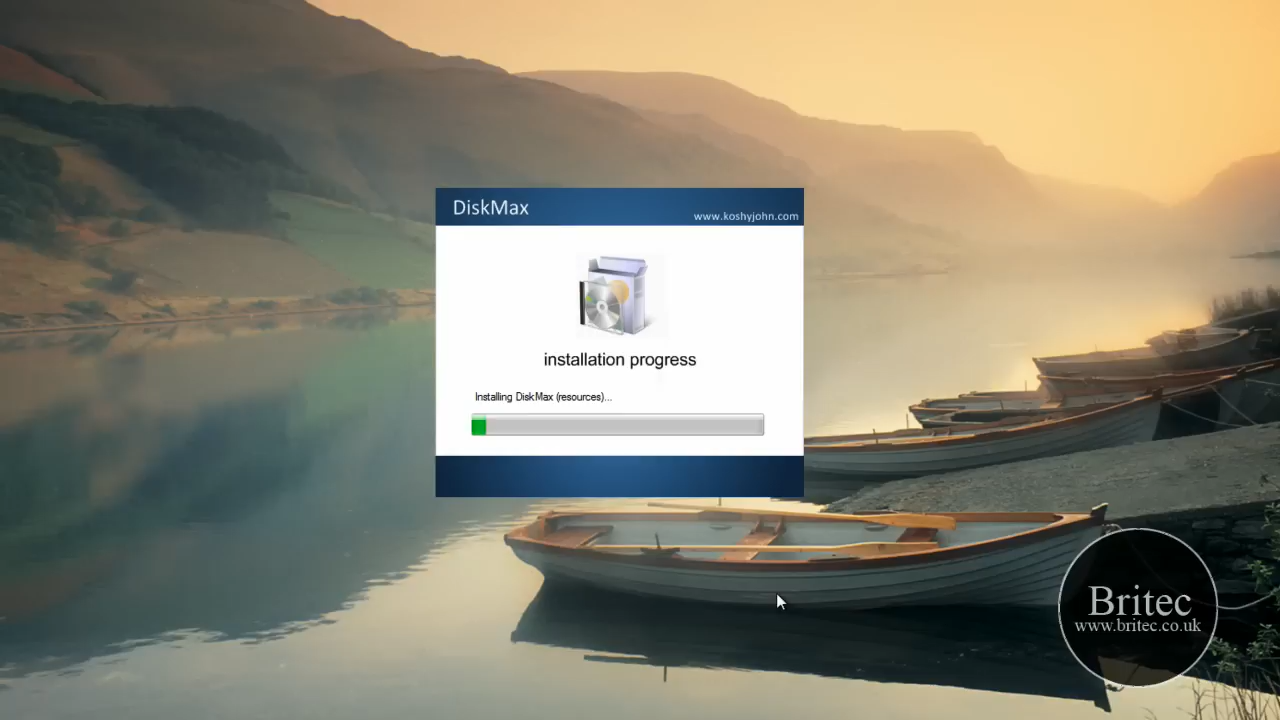 DiskMax
www.koshyjohn.com
installation progress
Installing DiskMax (resources)...
Britec
www.britec.co.uk